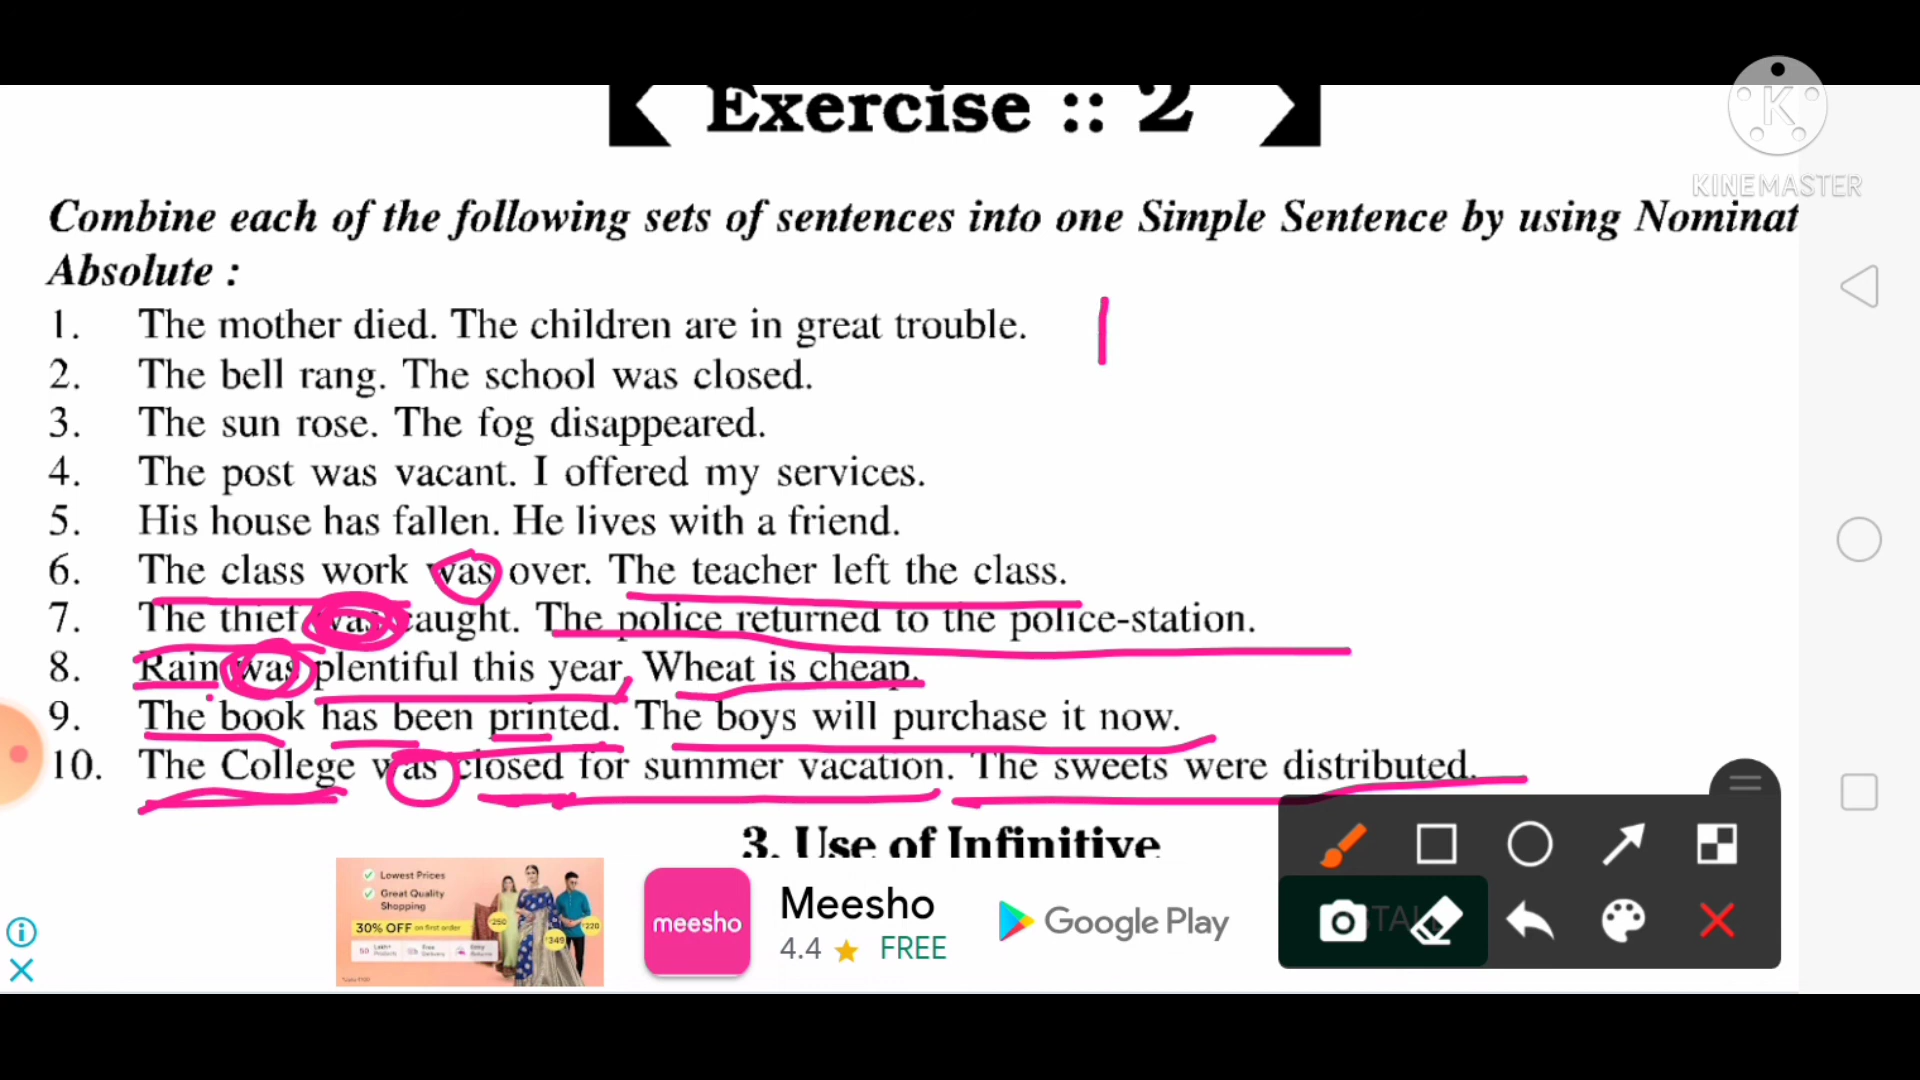 Exercise :: 2
KINEMASTER
Combine each of the following sets of sentences into one Simple Sentence by using Nominat
Absolute :
1. The mother died. The children are in great trouble.
2. The bell rang. The school was closed.
3. The sun rose. The fog disappeared.
4. The post was vacant. I offered my services.
5. His house has fallen. He lives with a friend.
6. The class work was over. The teacher left the class.
7. The thief was caught. The police returned to the police-station.
8. Rain was plentiful this year. Wheat is cheap.
9. The book has been printed. The boys will purchase it now.
10. The College was closed for summer vacation. The sweets were distributed.
3. Use of Infinitive
Lowest Prices
Great Quality
Shopping
30% OFF on first order
₹250
₹349
₹220
meesho
Meesho
4.4 ★ FREE
Google Play